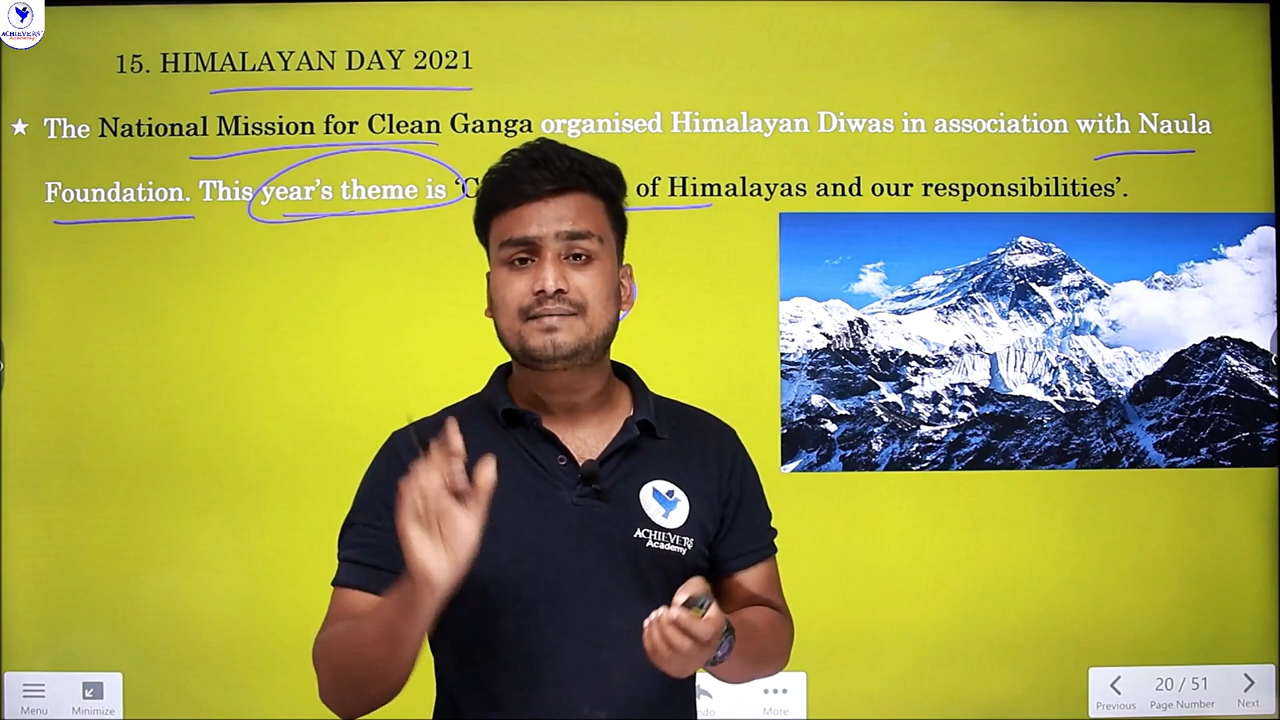 ACHIEVERS
Academy
15. HIMALAYAN DAY 2021
The National Mission for Clean Ganga organised Himalayan Diwas in association with Naula
Foundation. This year's theme is 'C of Himalayas and our responsibilities'.
ACHIEVERS
Academy
Menu
Minimize
More
20 / 51
Previous
Page Number
Next